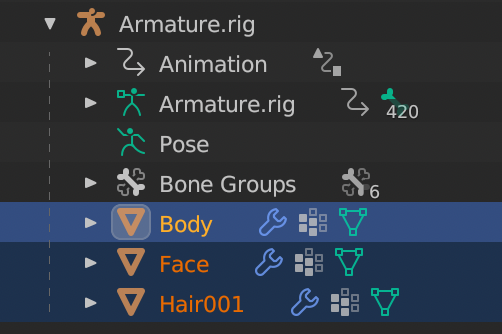 Armature.rig
Animation
Armature.rig 420
Pose
Bone Groups 6
Body
Face
Hair001